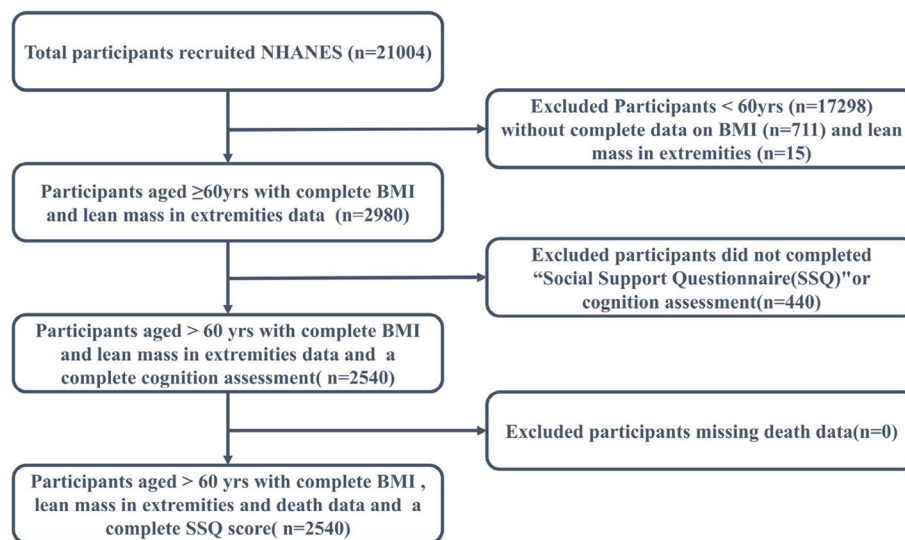 Total participants recruited NHANES (n=21004)
Excluded Participants < 60yrs (n=17298)
without complete data on BMI (n=711) and lean
mass in extremities (n=15)
Participants aged ≥60yrs with complete BMI
and lean mass in extremities data (n=2980)
Excluded participants did not completed
“Social Support Questionnaire(SSQ)"or
cognition assessment(n=440)
Participants aged > 60 yrs with complete BMI
and lean mass in extremities data and a
complete cognition assessment( n=2540)
Excluded participants missing death data(n=0)
Participants aged > 60 yrs with complete BMI ,
lean mass in extremities and death data and a
complete SSQ score( n=2540)